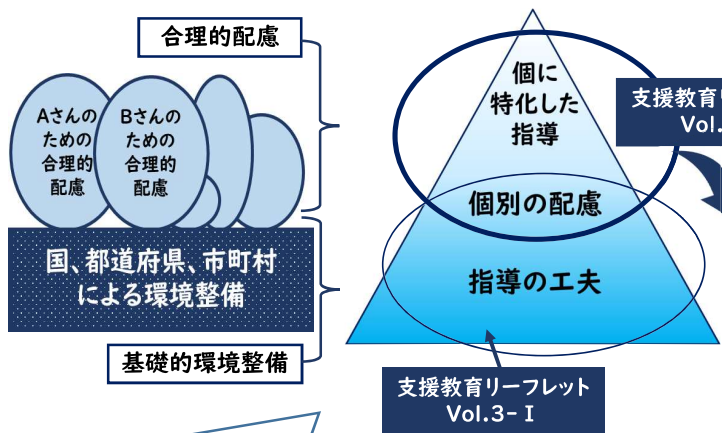 合理的配慮
Aさんの
ための
合理的
配慮
Bさんの
ための
合理的
配慮
国、都道府県、市町村
による環境整備
基礎的環境整備
個に
特化した
指導
個別の配慮
指導の工夫
支援教育
Vol.
支援教育リーフレット
Vol.3-Ⅰ